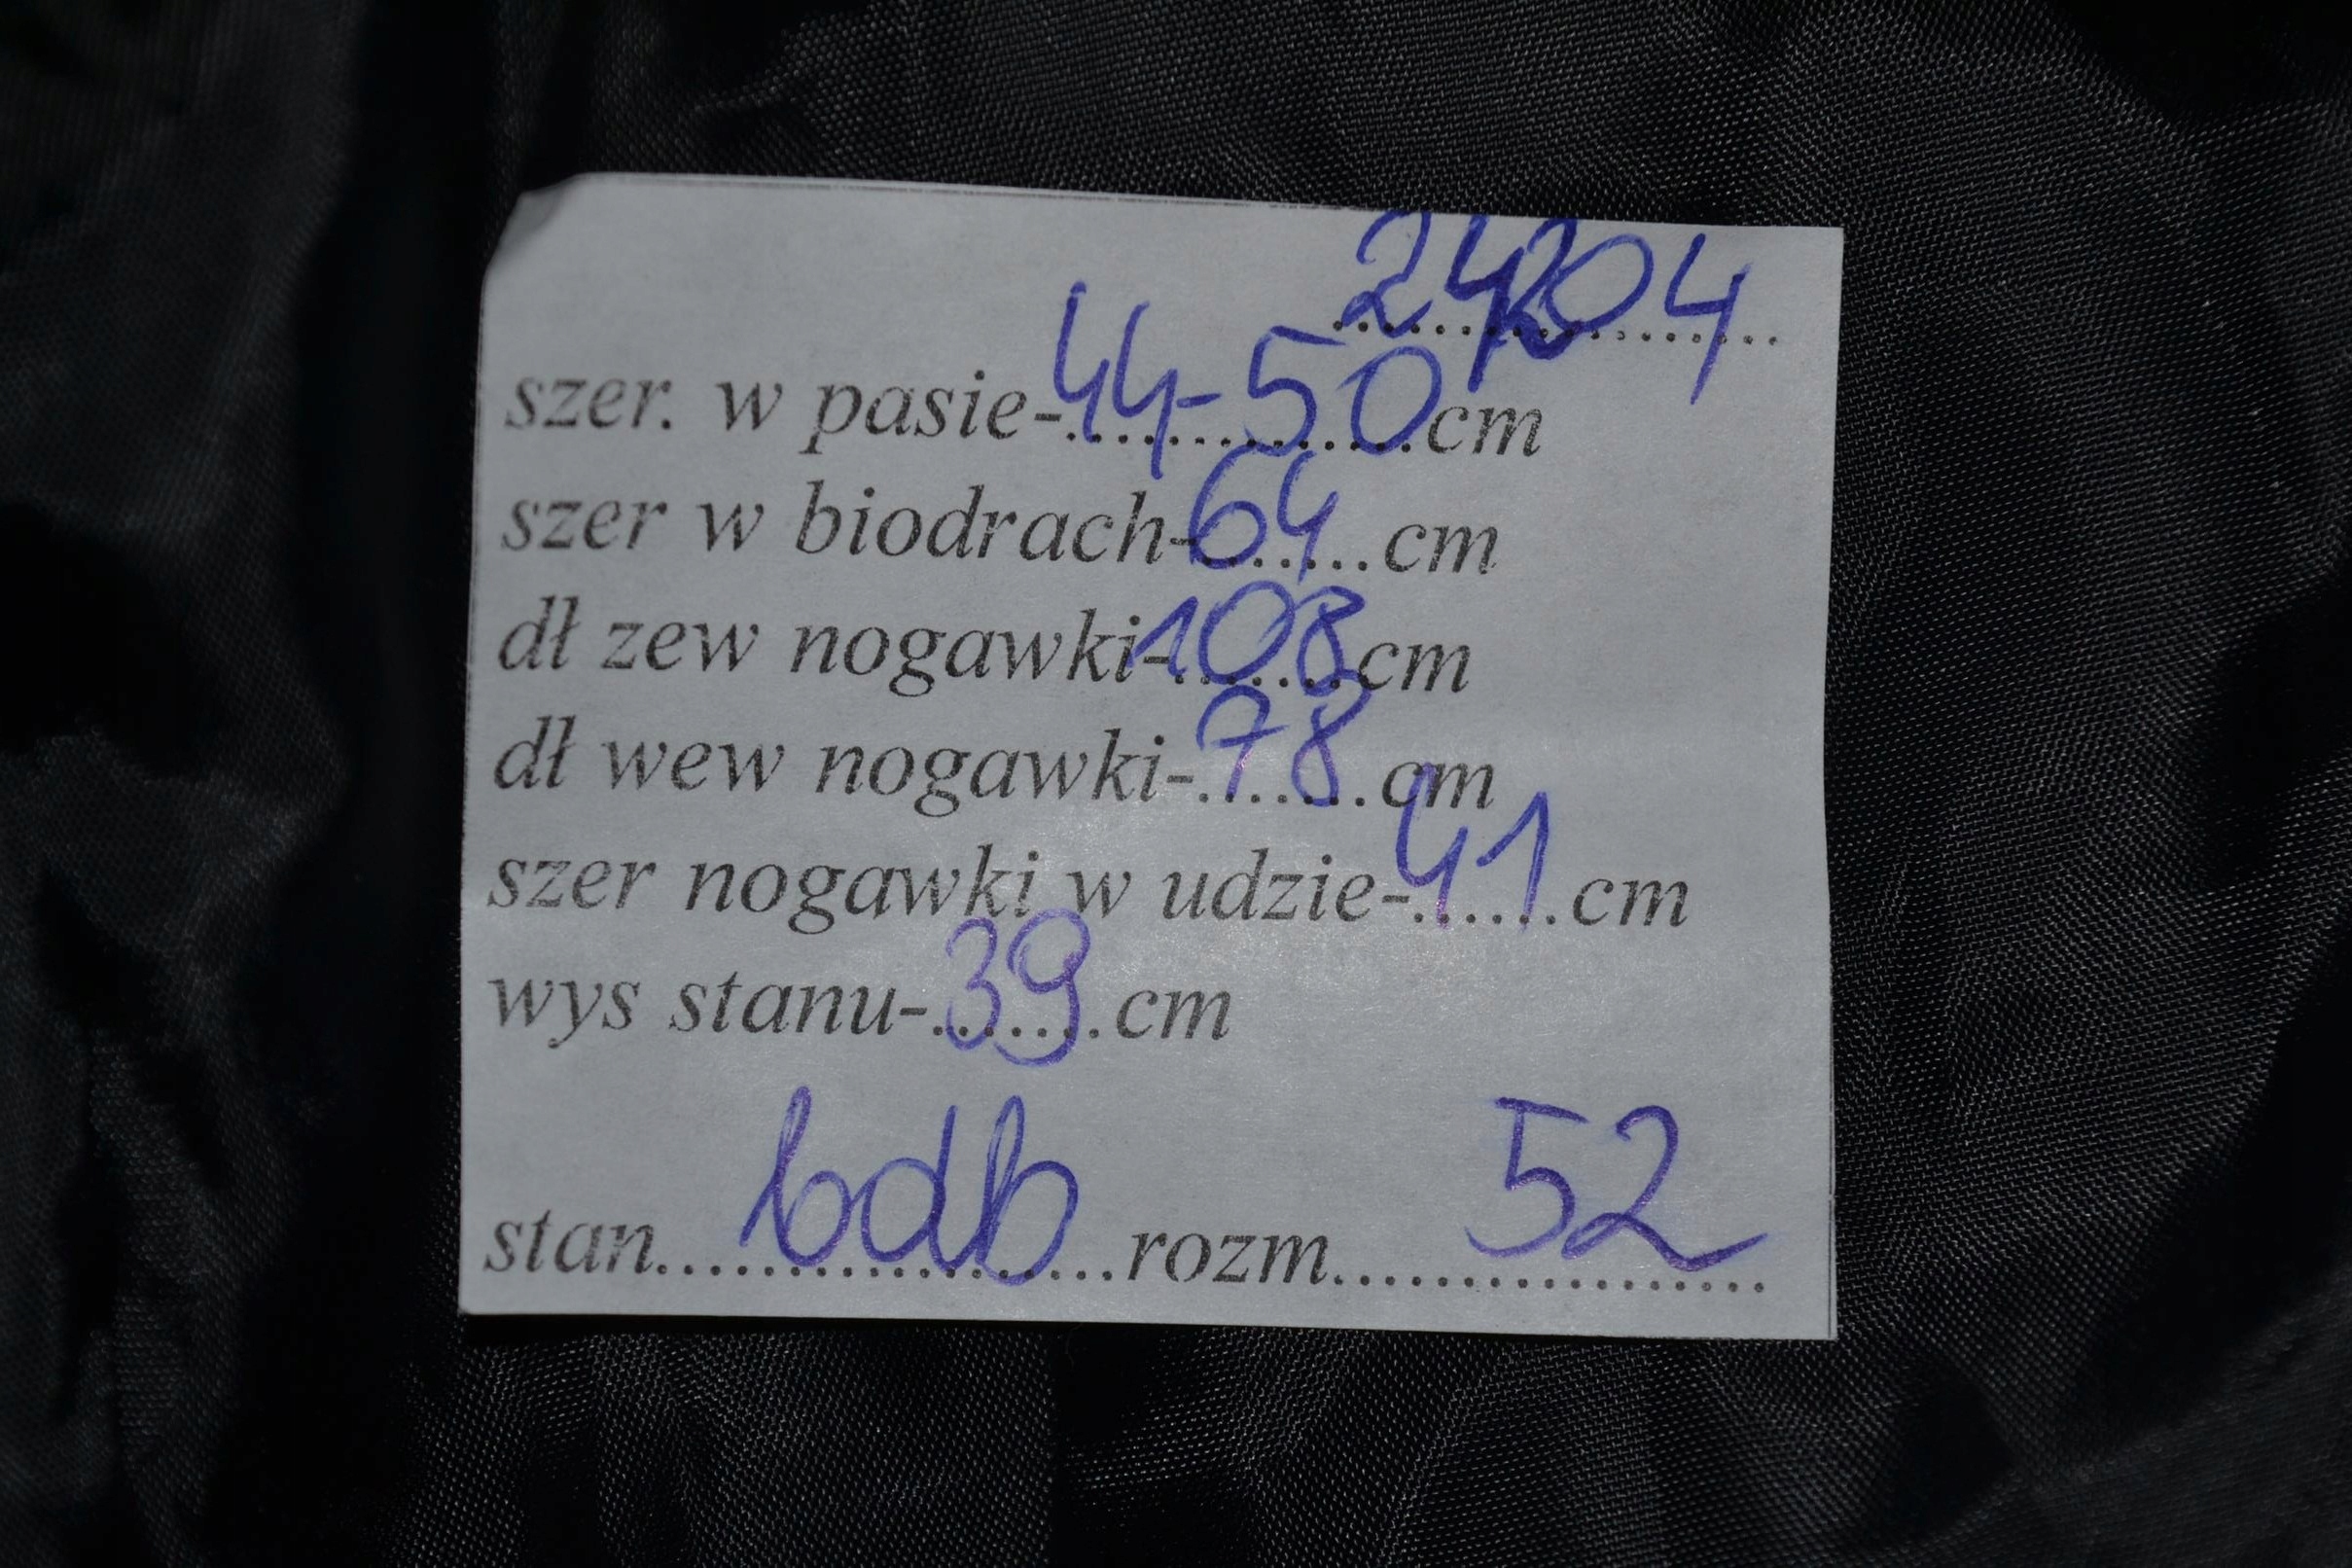 24204
szer. w pasie-44-50cm
szer w biodrach-64cm
dł zew nogawki-108cm
dł wew nogawki-78cm
szer nogawki w udzie-41cm
wys stanu-39cm
stan bdb rozm 52